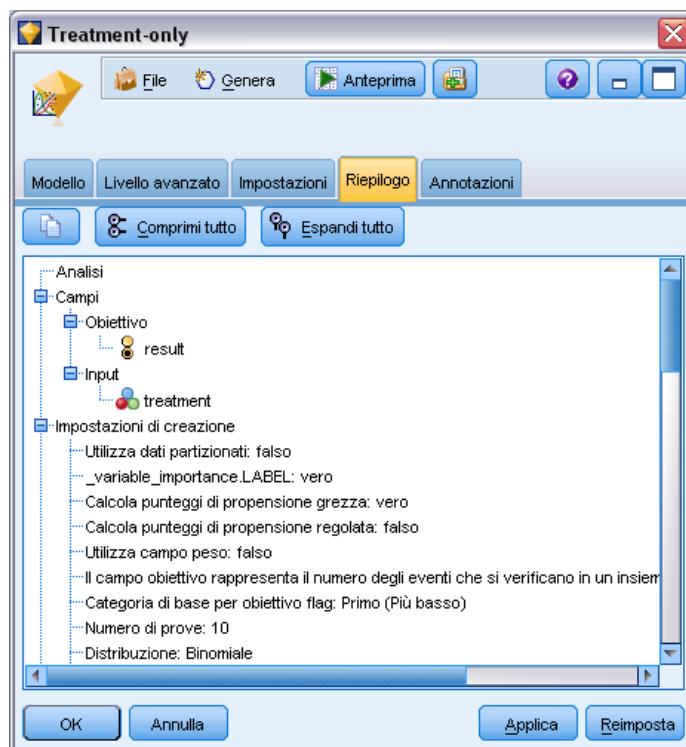 Treatment-only
File Genera Anteprima
Modello Livello avanzato Impostazioni Riepilogo Annotazioni
Comprimi tutto Espandi tutto
Analisi
Campi
Obiettivo
result
Input
treatment
Impostazioni di creazione
Utilizza dati partizionati: falso
_variable_importance.LABEL: vero
Calcola punteggi di propensione grezza: vero
Calcola punteggi di propensione regolata: falso
Utilizza campo peso: falso
Il campo obiettivo rappresenta il numero degli eventi che si verificano in un insiem
Categoria di base per obiettivo flag: Primo (Più basso)
Numero di prove: 10
Distribuzione: Binomiale
OK Annulla Applica Reimposta